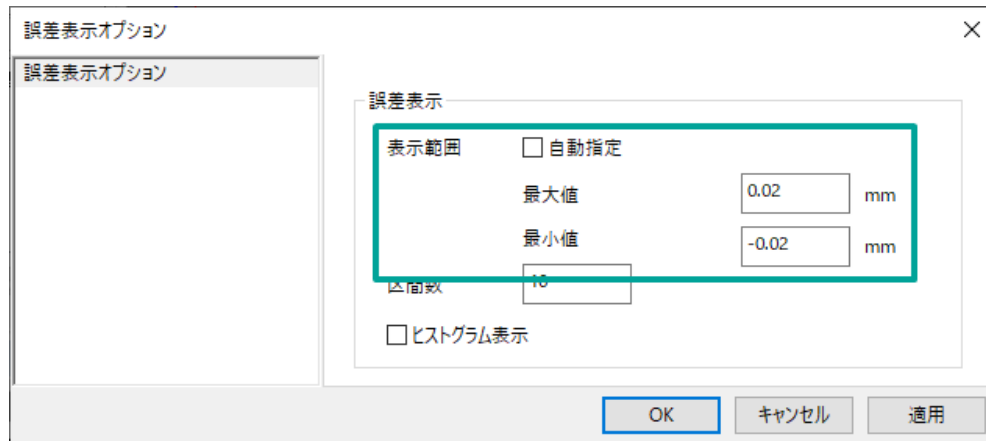 誤差表示オプション
誤差表示オプション
誤差表示
表示範囲 自動指定
最大値 0.02 mm
最小値 -0.02 mm
区間数
ヒストグラム表示
OK キャンセル 適用